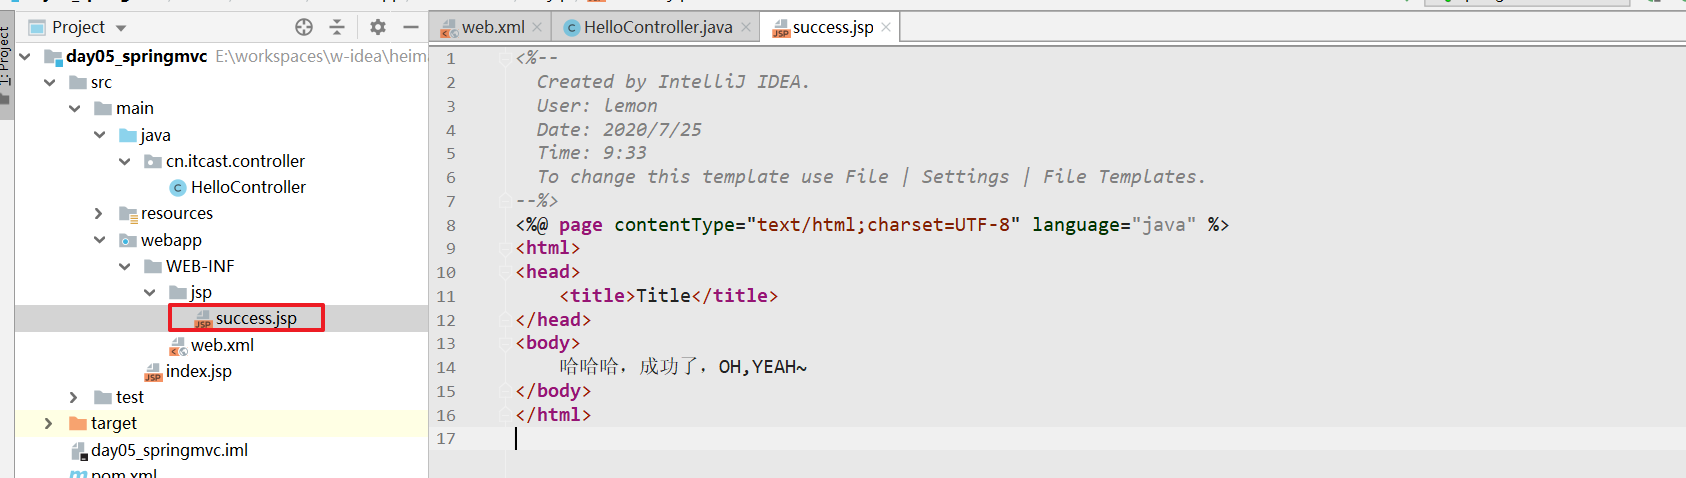 Project
web.xml
HelloController.java
success.jsp
1: Project
day05_springmvc E:\workspaces\w-idea\heima
src
main
java
cn.itcast.controller
HelloController
resources
webapp
WEB-INF
jsp
success.jsp
web.xml
index.jsp
test
target
day05_springmvc.iml
pom.xml
1 <%--
2 Created by IntelliJ IDEA.
3 User: lemon
4 Date: 2020/7/25
5 Time: 9:33
6 To change this template use File | Settings | File Templates.
7 --%>
8 <%@ page contentType="text/html;charset=UTF-8" language="java" %>
9 <html>
10 <head>
11 <title>Title</title>
12 </head>
13 <body>
14 哈哈哈，成功了，OH,YEAH~
15 </body>
16 </html>
17